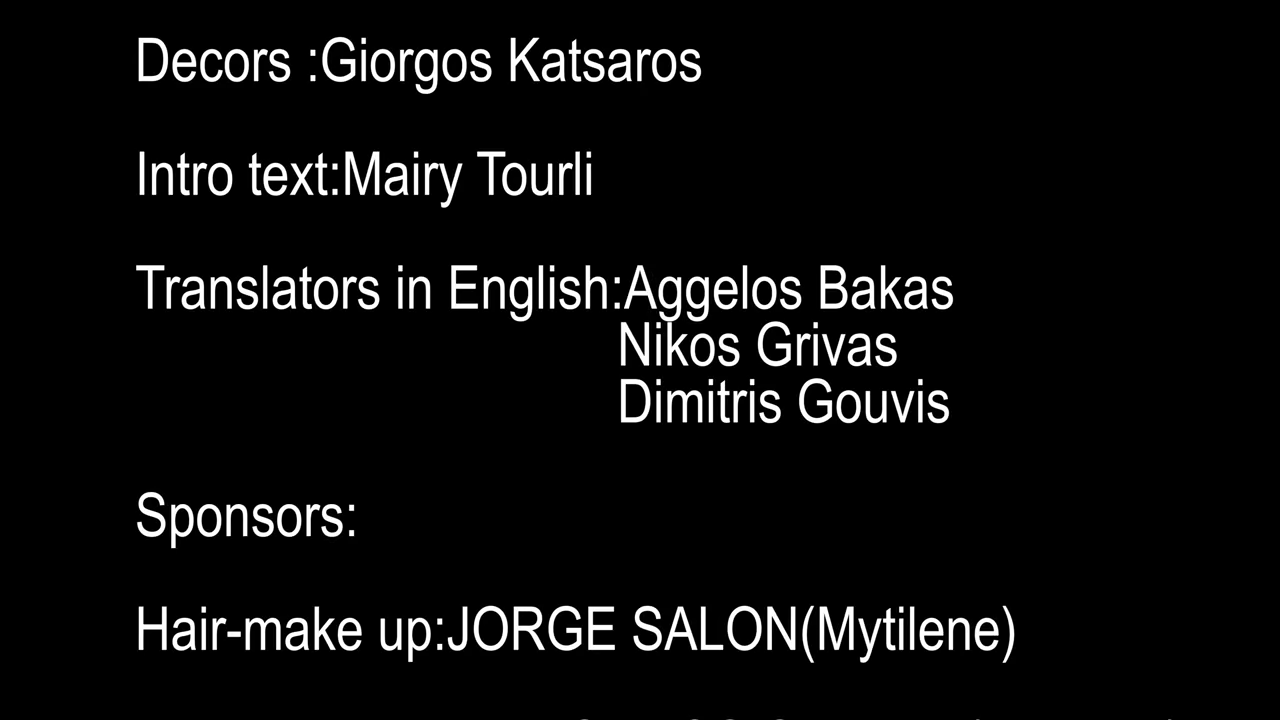 Decors :Giorgos Katsaros
Intro text:Mairy Tourli
Translators in English:Aggelos Bakas
Nikos Grivas
Dimitris Gouvis
Sponsors:
Hair-make up:JORGE SALON(Mytilene)